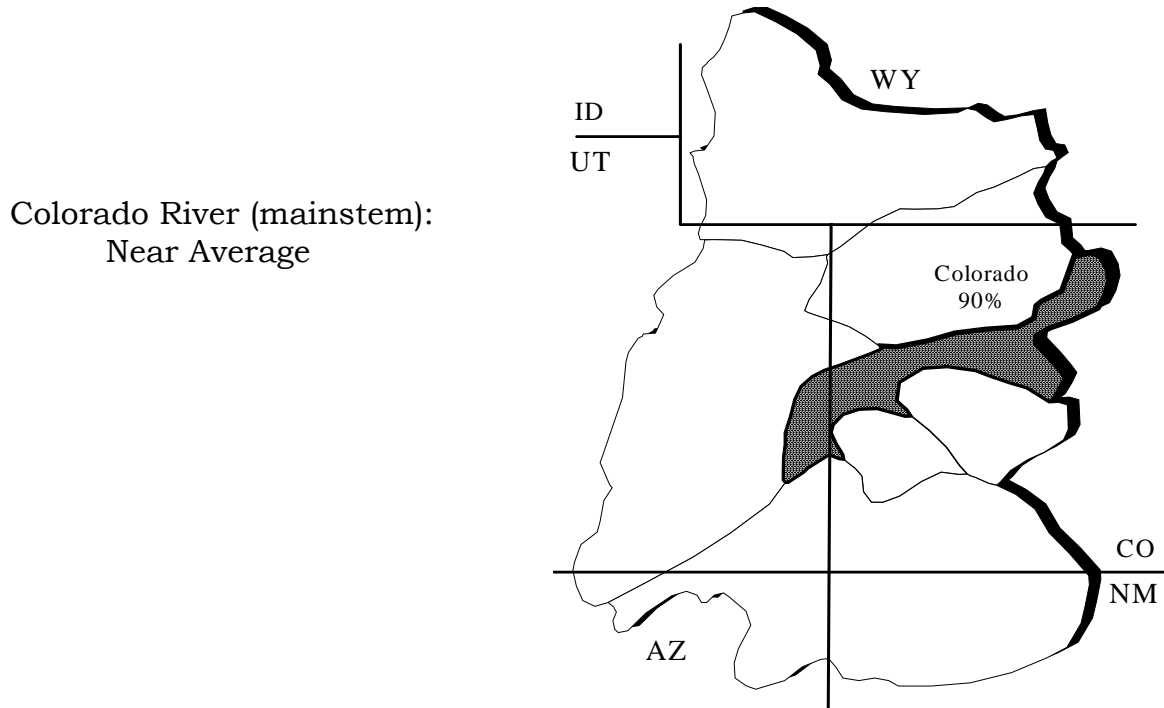 Colorado River (mainstem):
Near Average
WY
ID
UT
Colorado
90%
CO
NM
AZ